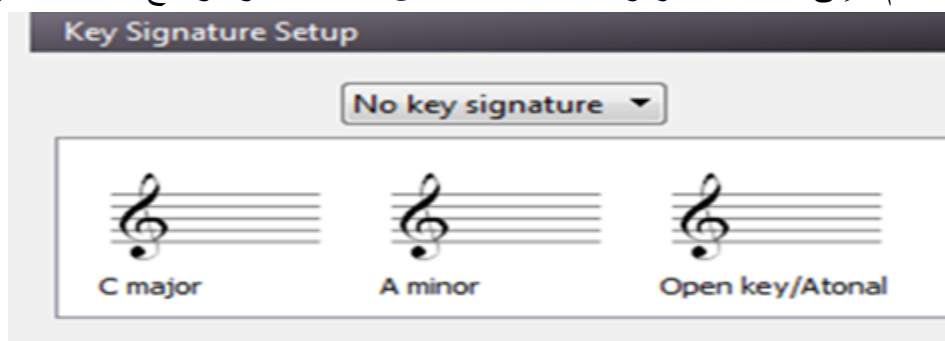 Key Signature Setup
No key signature
C major
A minor
Open key/Atonal